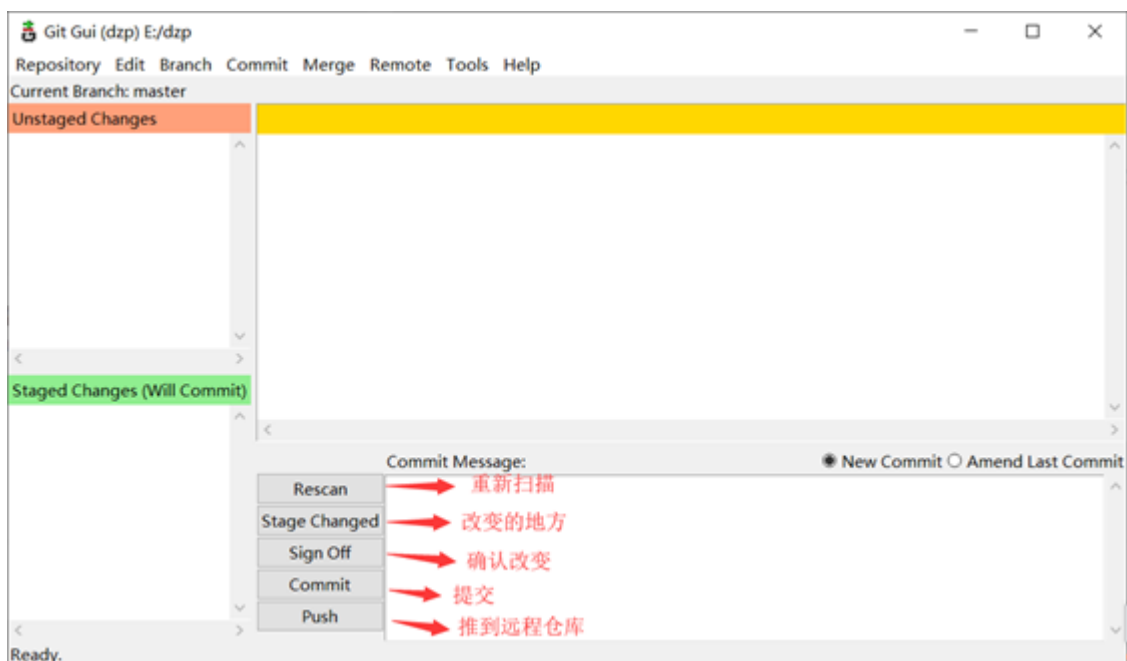 Git Gui (dzp) E:/dzp
Repository Edit Branch Commit Merge Remote Tools Help
Current Branch: master
Unstaged Changes
Staged Changes (Will Commit)
Commit Message:
New Commit Amend Last Commit
Rescan 重新扫描
Stage Changed 改变的地方
Sign Off 确认改变
Commit 提交
Push 推到远程仓库
Ready.